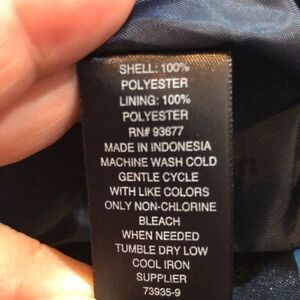 SHELL: 100%
POLYESTER
LINING: 100%
POLYESTER
RN# 93677
MADE IN INDONESIA
MACHINE WASH COLD
GENTLE CYCLE
WITH LIKE COLORS
ONLY NON-CHLORINE
BLEACH
WHEN NEEDED
TUMBLE DRY LOW
COOL IRON
SUPPLIER
73935-9